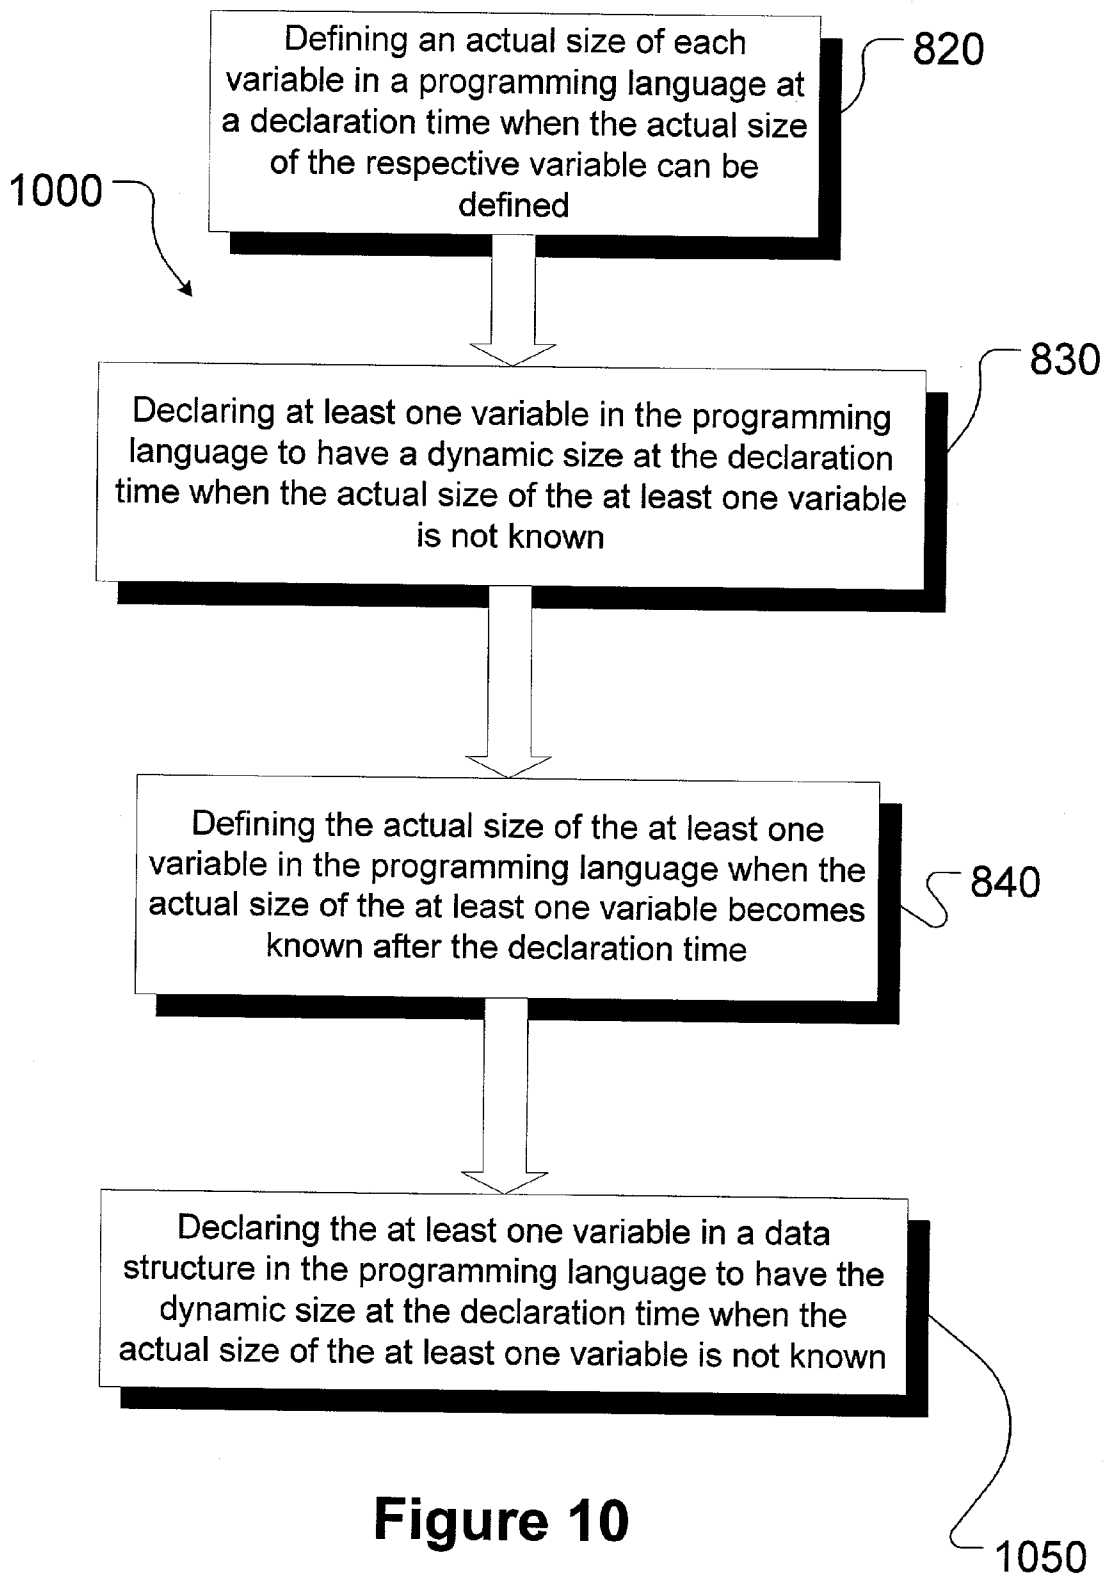 Defining an actual size of each
variable in a programming language at
a declaration time when the actual size
of the respective variable can be
defined
820
1000
Declaring at least one variable in the programming
language to have a dynamic size at the declaration
time when the actual size of the at least one variable
is not known
830
Defining the actual size of the at least one
variable in the programming language when the
actual size of the at least one variable becomes
known after the declaration time
840
Declaring the at least one variable in a data
structure in the programming language to have the
dynamic size at the declaration time when the
actual size of the at least one variable is not known
1050
Figure 10